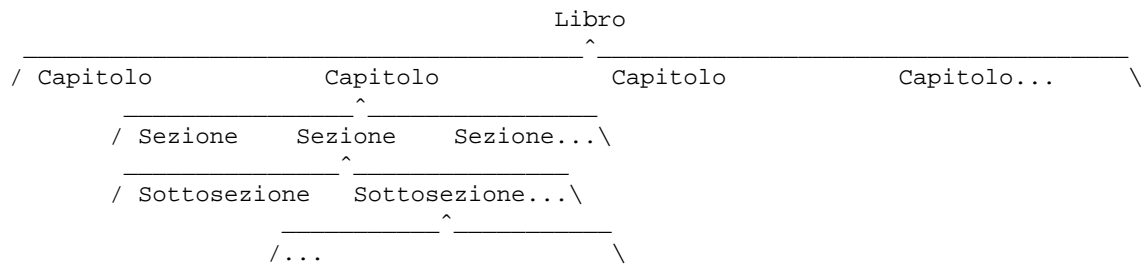 Libro
/ Capitolo Capitolo Capitolo Capitolo... \
/ Sezione Sezione Sezione...\
/ Sottosezione Sottosezione...\
/... \